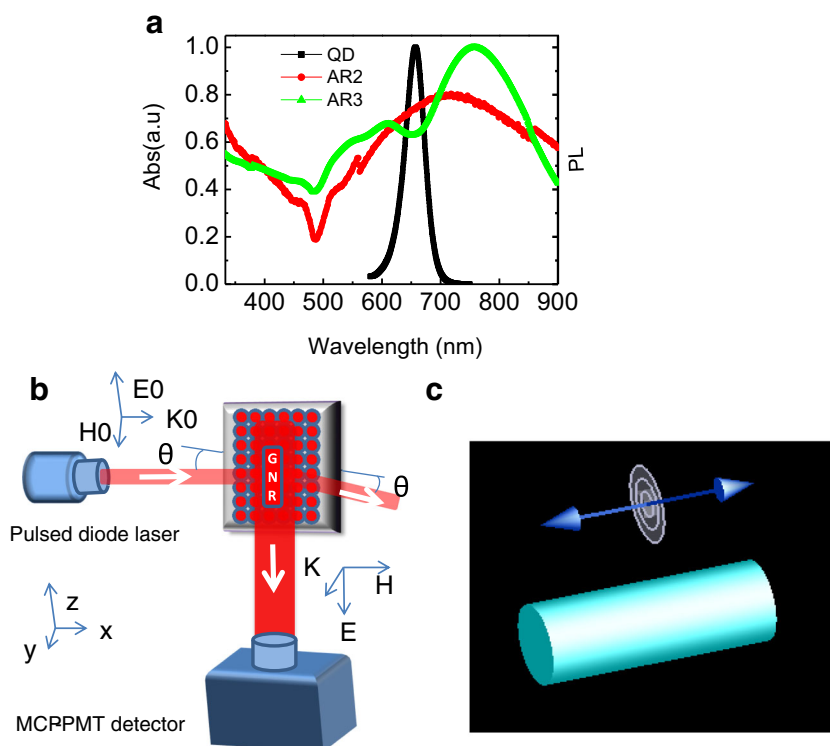 a
QD
AR2
AR3
Abs(a.u)
1.0
0.8
0.6
0.4
0.2
0.0
PL
400 500 600 700 800 900
Wavelength (nm)
b
E0
K0
H0
θ
θ
G
N
R
Pulsed diode laser
K
H
E
z
x
y
MCPPMT detector
c